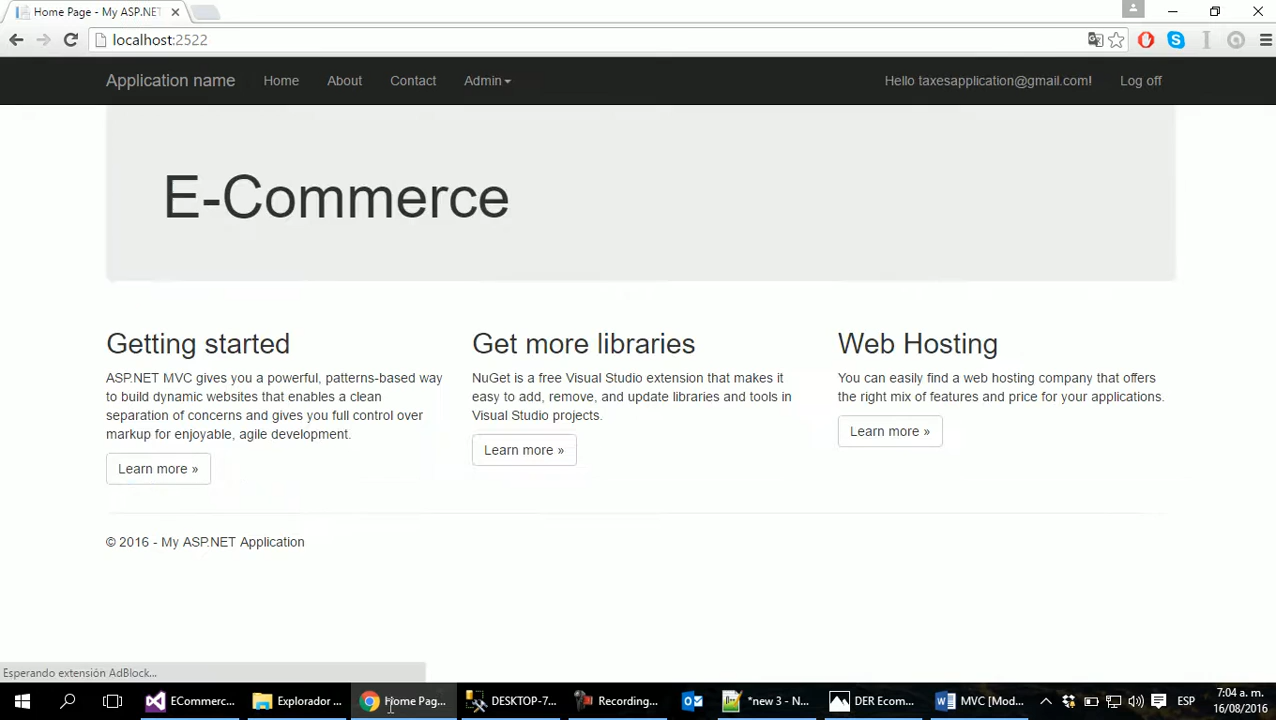 Home Page - My ASP.NET
localhost:2522
Application name Home About Contact Admin Hello taxesapplication@gmail.com! Log off
E-Commerce
Getting started
ASP.NET MVC gives you a powerful, patterns-based way
to build dynamic websites that enables a clean
separation of concerns and gives you full control over
markup for enjoyable, agile development.
Learn more »
Get more libraries
NuGet is a free Visual Studio extension that makes it
easy to add, remove, and update libraries and tools in
Visual Studio projects.
Learn more »
Web Hosting
You can easily find a web hosting company that offers
the right mix of features and price for your applications.
Learn more »
© 2016 - My ASP.NET Application
Esperando extensión AdBlock...
ECommerc... Explorador ... Home Pag... DESKTOP-7... Recording... *new 3 - N... DER Ecom... MVC [Mod... ESP 7:04 a. m.
16/08/2016